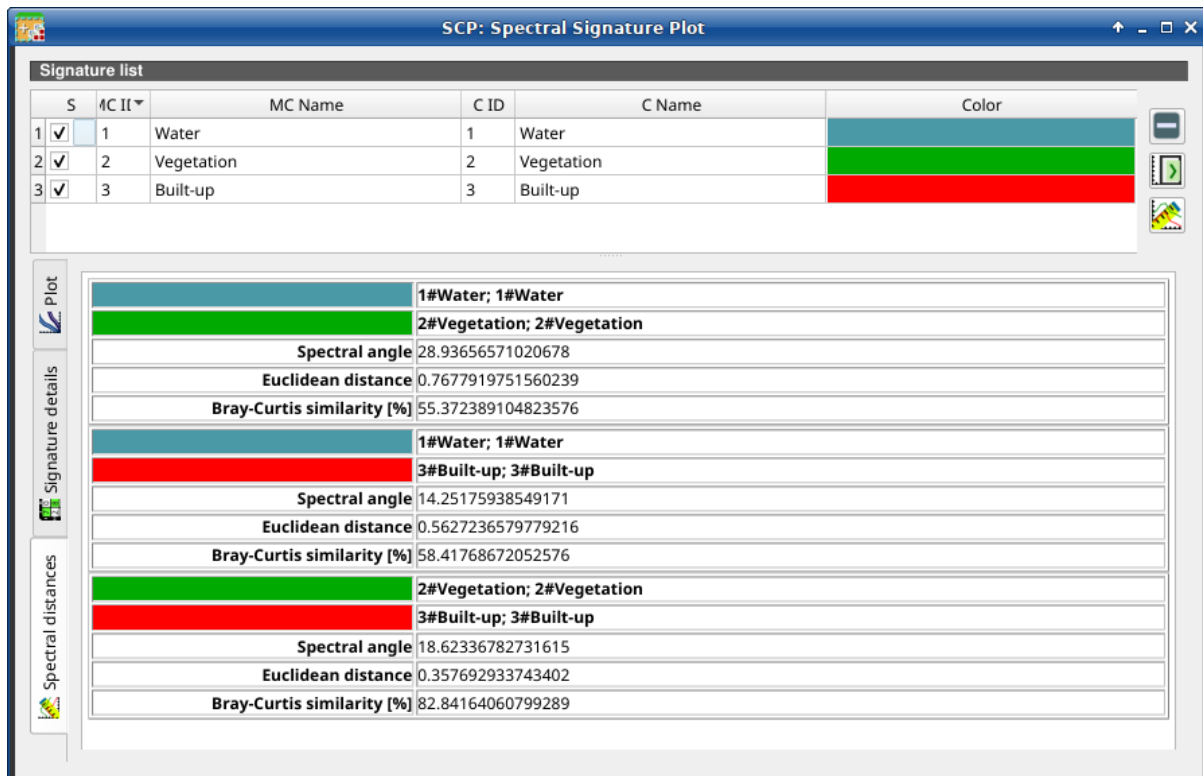 SCP: Spectral Signature Plot
Signature list
S MC ID MC Name C ID C Name Color
1 1 Water 1 Water
2 2 Vegetation 2 Vegetation
3 3 Built-up 3 Built-up
Plot
Signature details
Spectral distances
1#Water; 1#Water
2#Vegetation; 2#Vegetation
Spectral angle 28.93656571020678
Euclidean distance 0.7677919751560239
Bray-Curtis similarity [%] 55.372389104823576
1#Water; 1#Water
3#Built-up; 3#Built-up
Spectral angle 14.25175938549171
Euclidean distance 0.5627236579779216
Bray-Curtis similarity [%] 58.41768672052576
2#Vegetation; 2#Vegetation
3#Built-up; 3#Built-up
Spectral angle 18.62336782731615
Euclidean distance 0.357692933743402
Bray-Curtis similarity [%] 82.84164060799289